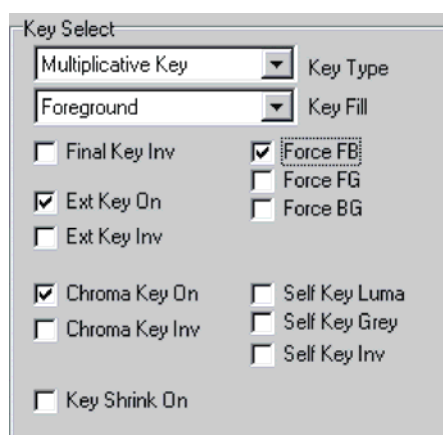 Key Select
Multiplicative Key Key Type
Foreground Key Fill
Final Key Inv Force FB
Force FG
Ext Key On Force BG
Ext Key Inv
Chroma Key On Self Key Luma
Chroma Key Inv Self Key Grey
Self Key Inv
Key Shrink On